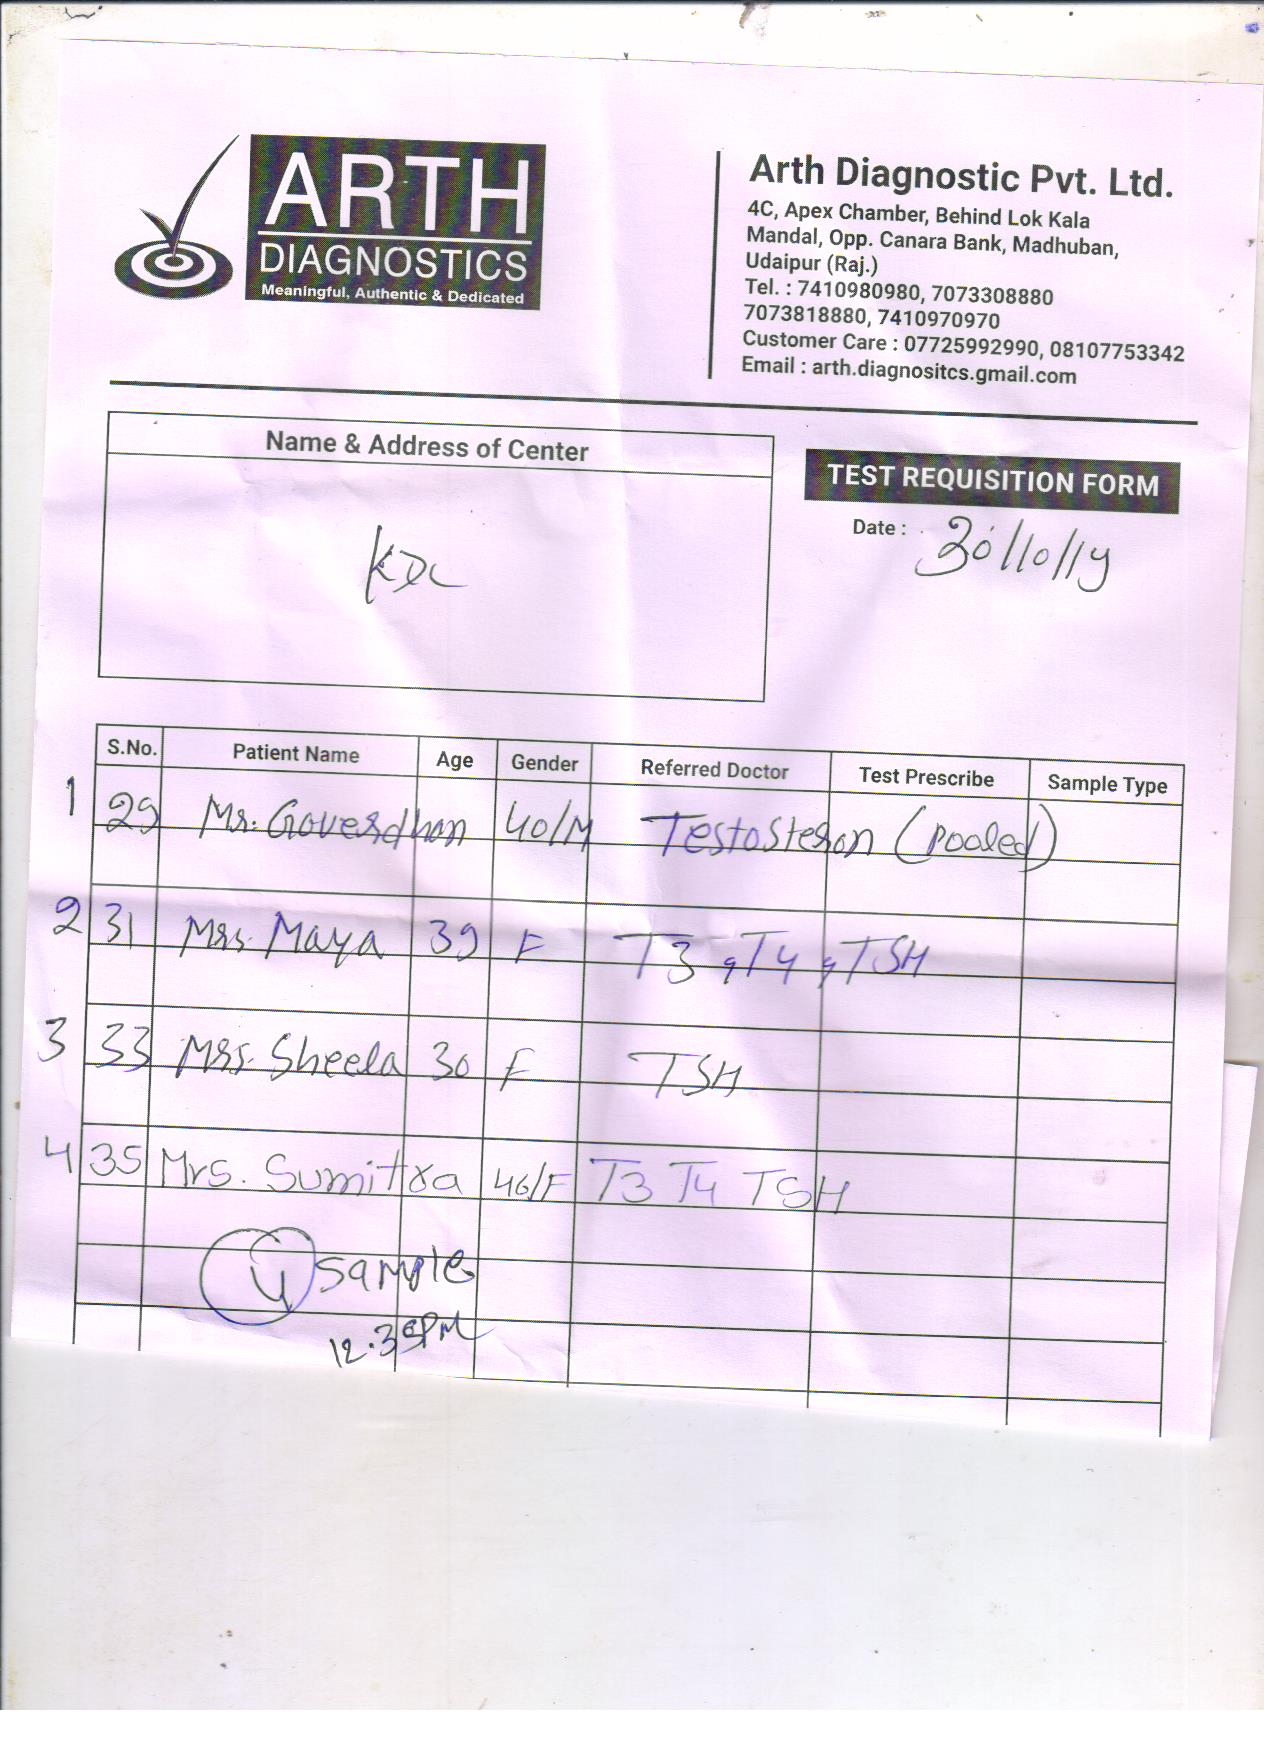 ARTH
DIAGNOSTICS
Meaningful, Authentic & Dedicated
Arth Diagnostic Pvt. Ltd.
4C, Apex Chamber, Behind Lok Kala
Mandal, Opp. Canara Bank, Madhuban,
Udaipur (Raj.)
Tel. : 7410980980, 7073308880
7073818880, 7410970970
Customer Care : 07725992990, 08107753342
Email : arth.diagnositcs.gmail.com
Name & Address of Center
KDC
TEST REQUISITION FORM
Date : 30/10/19
S.No. Patient Name Age Gender Referred Doctor Test Prescribe Sample Type
1 29 Mr. Goverdhan 40/M Testosteron (Pooled)
2 31 Mrs. Maya 39 F T3, T4, TSH
3 33 Mrs. Sheela 30 F TSH
4 35 Mrs. Sumitra 46/F T3 T4 TSH
4 Sample
12.35PM